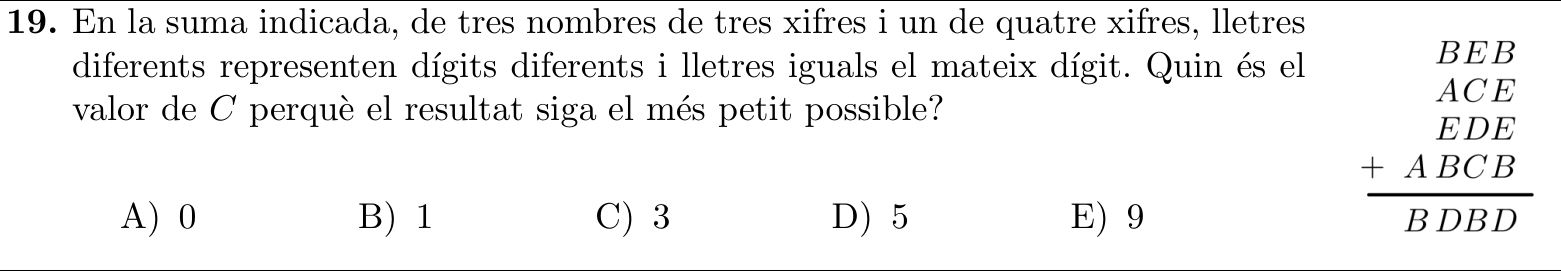 19. En la suma indicada, de tres nombres de tres xifres i un de quatre xifres, lletres
diferents representen dígits diferents i lletres iguals el mateix dígit. Quin és el
valor de C perquè el resultat siga el més petit possible?
BEB
ACE
EDE
+ ABCB
BDBD
A) 0 B) 1 C) 3 D) 5 E) 9